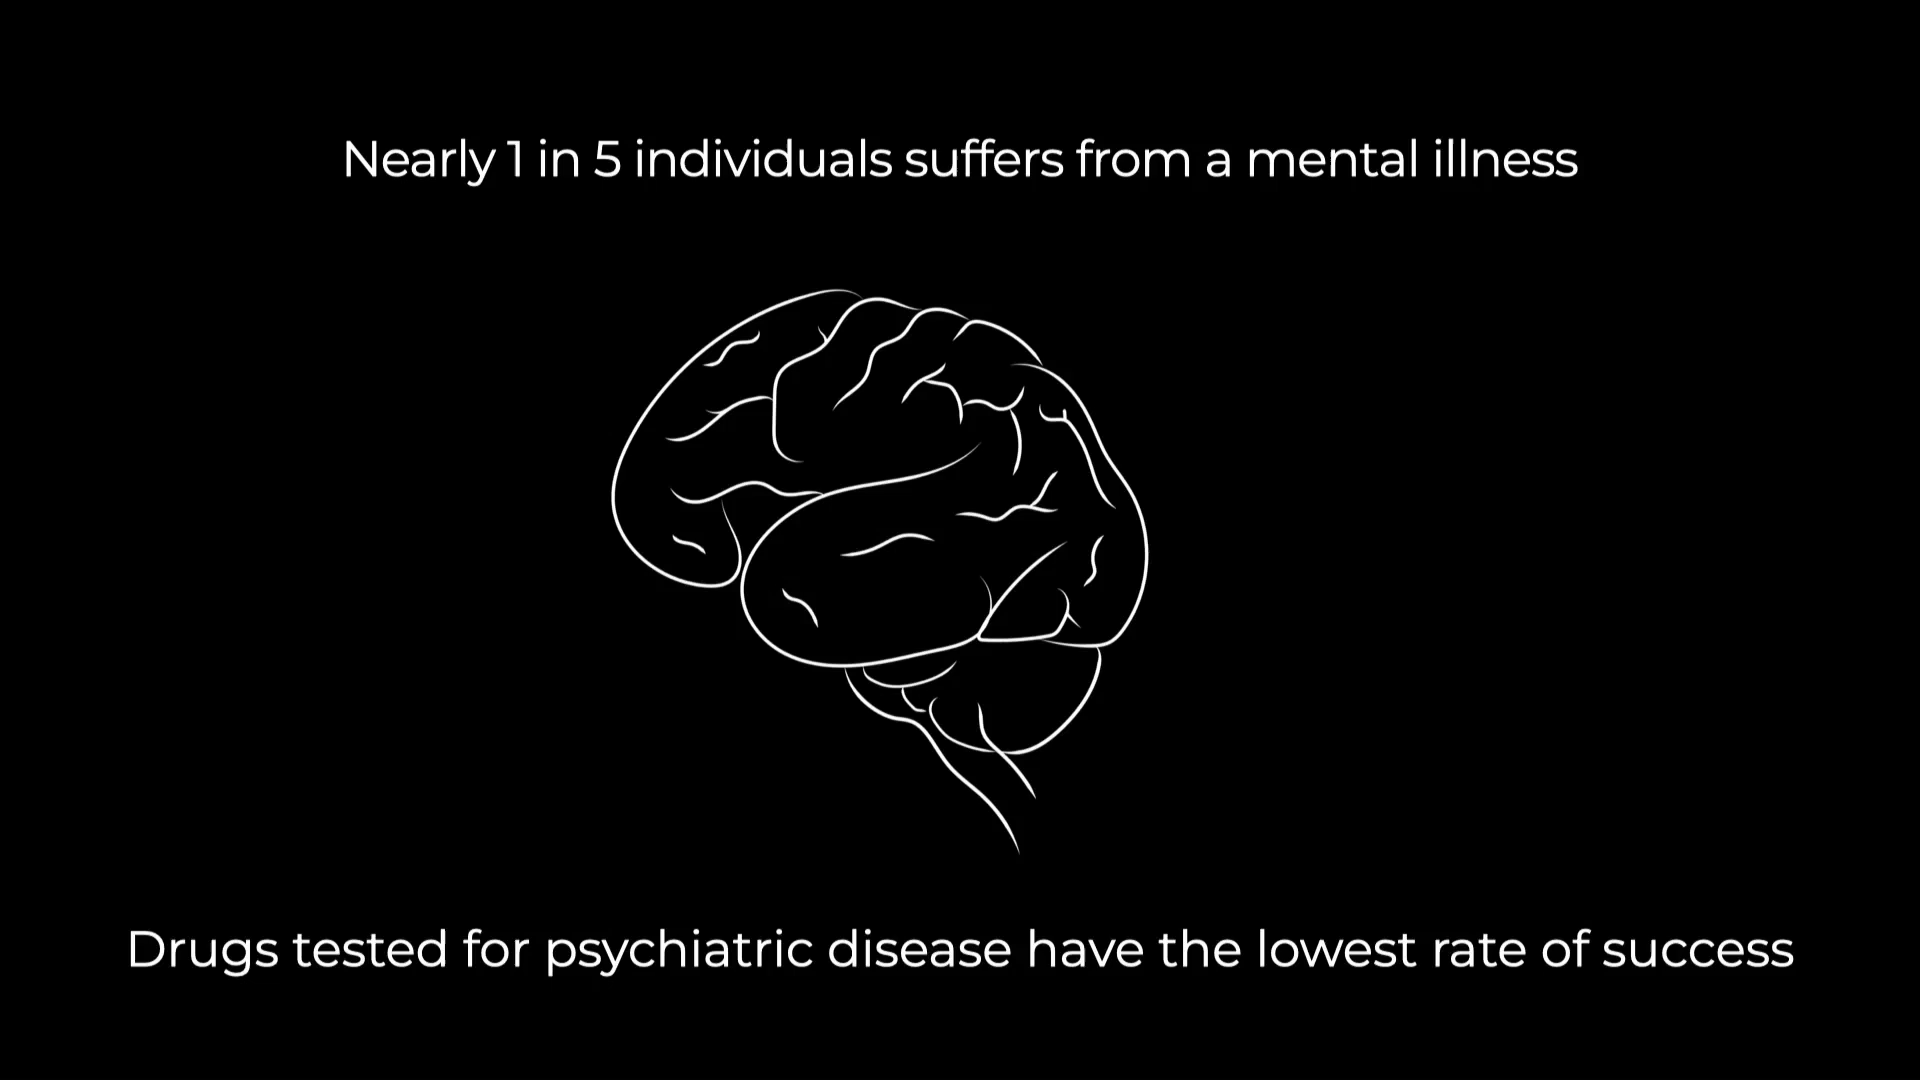 Nearly 1 in 5 individuals suffers from a mental illness
Drugs tested for psychiatric disease have the lowest rate of success